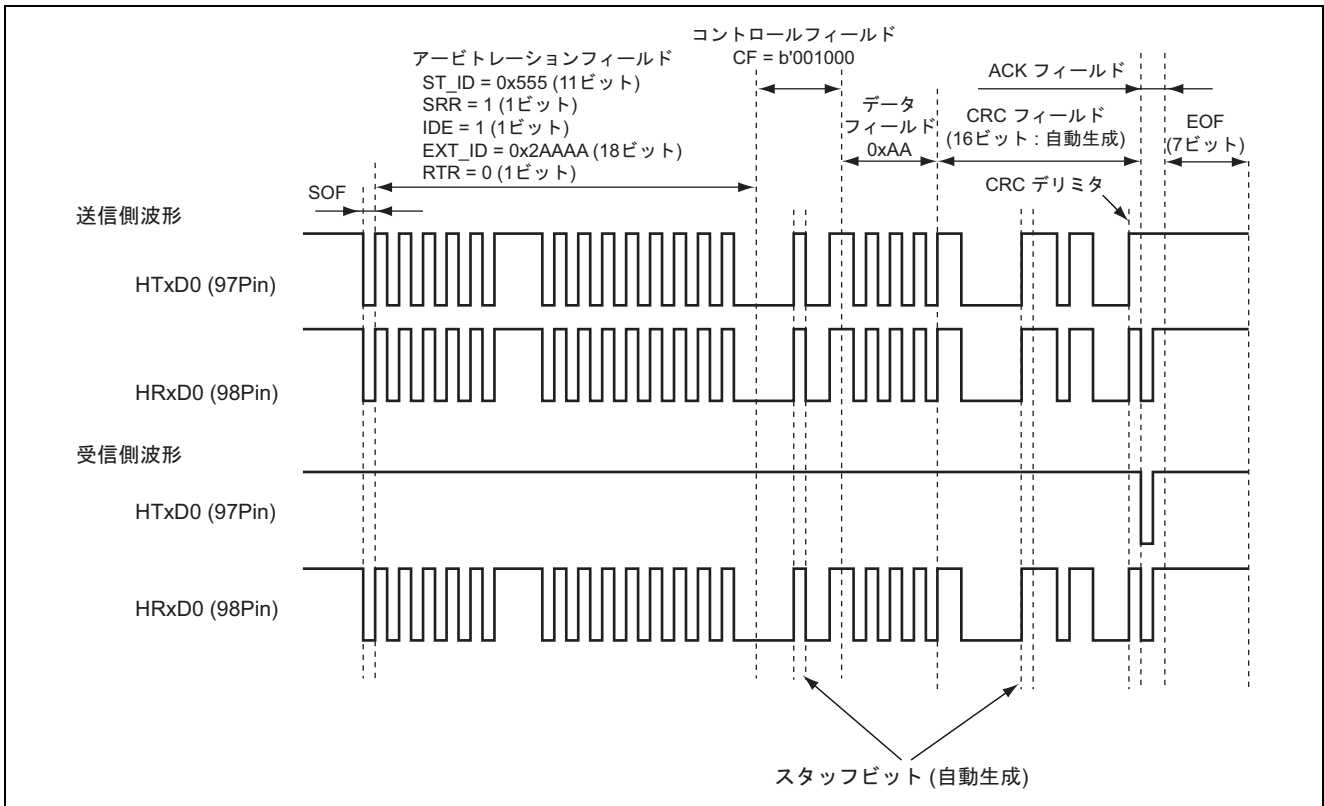 コントロールフィールド
CF = b'001000
アービトレーションフィールド
ST_ID = 0x555 (11ビット)
SRR = 1 (1ビット)
IDE = 1 (1ビット)
EXT_ID = 0x2AAAA (18ビット)
RTR = 0 (1ビット)
ACK フィールド
データ
フィールド
0xAA
CRC フィールド
(16ビット : 自動生成)
EOF
(7ビット)
SOF
CRC デリミタ
送信側波形
HTxD0 (97Pin)
HRxD0 (98Pin)
受信側波形
HTxD0 (97Pin)
HRxD0 (98Pin)
スタッフビット (自動生成)